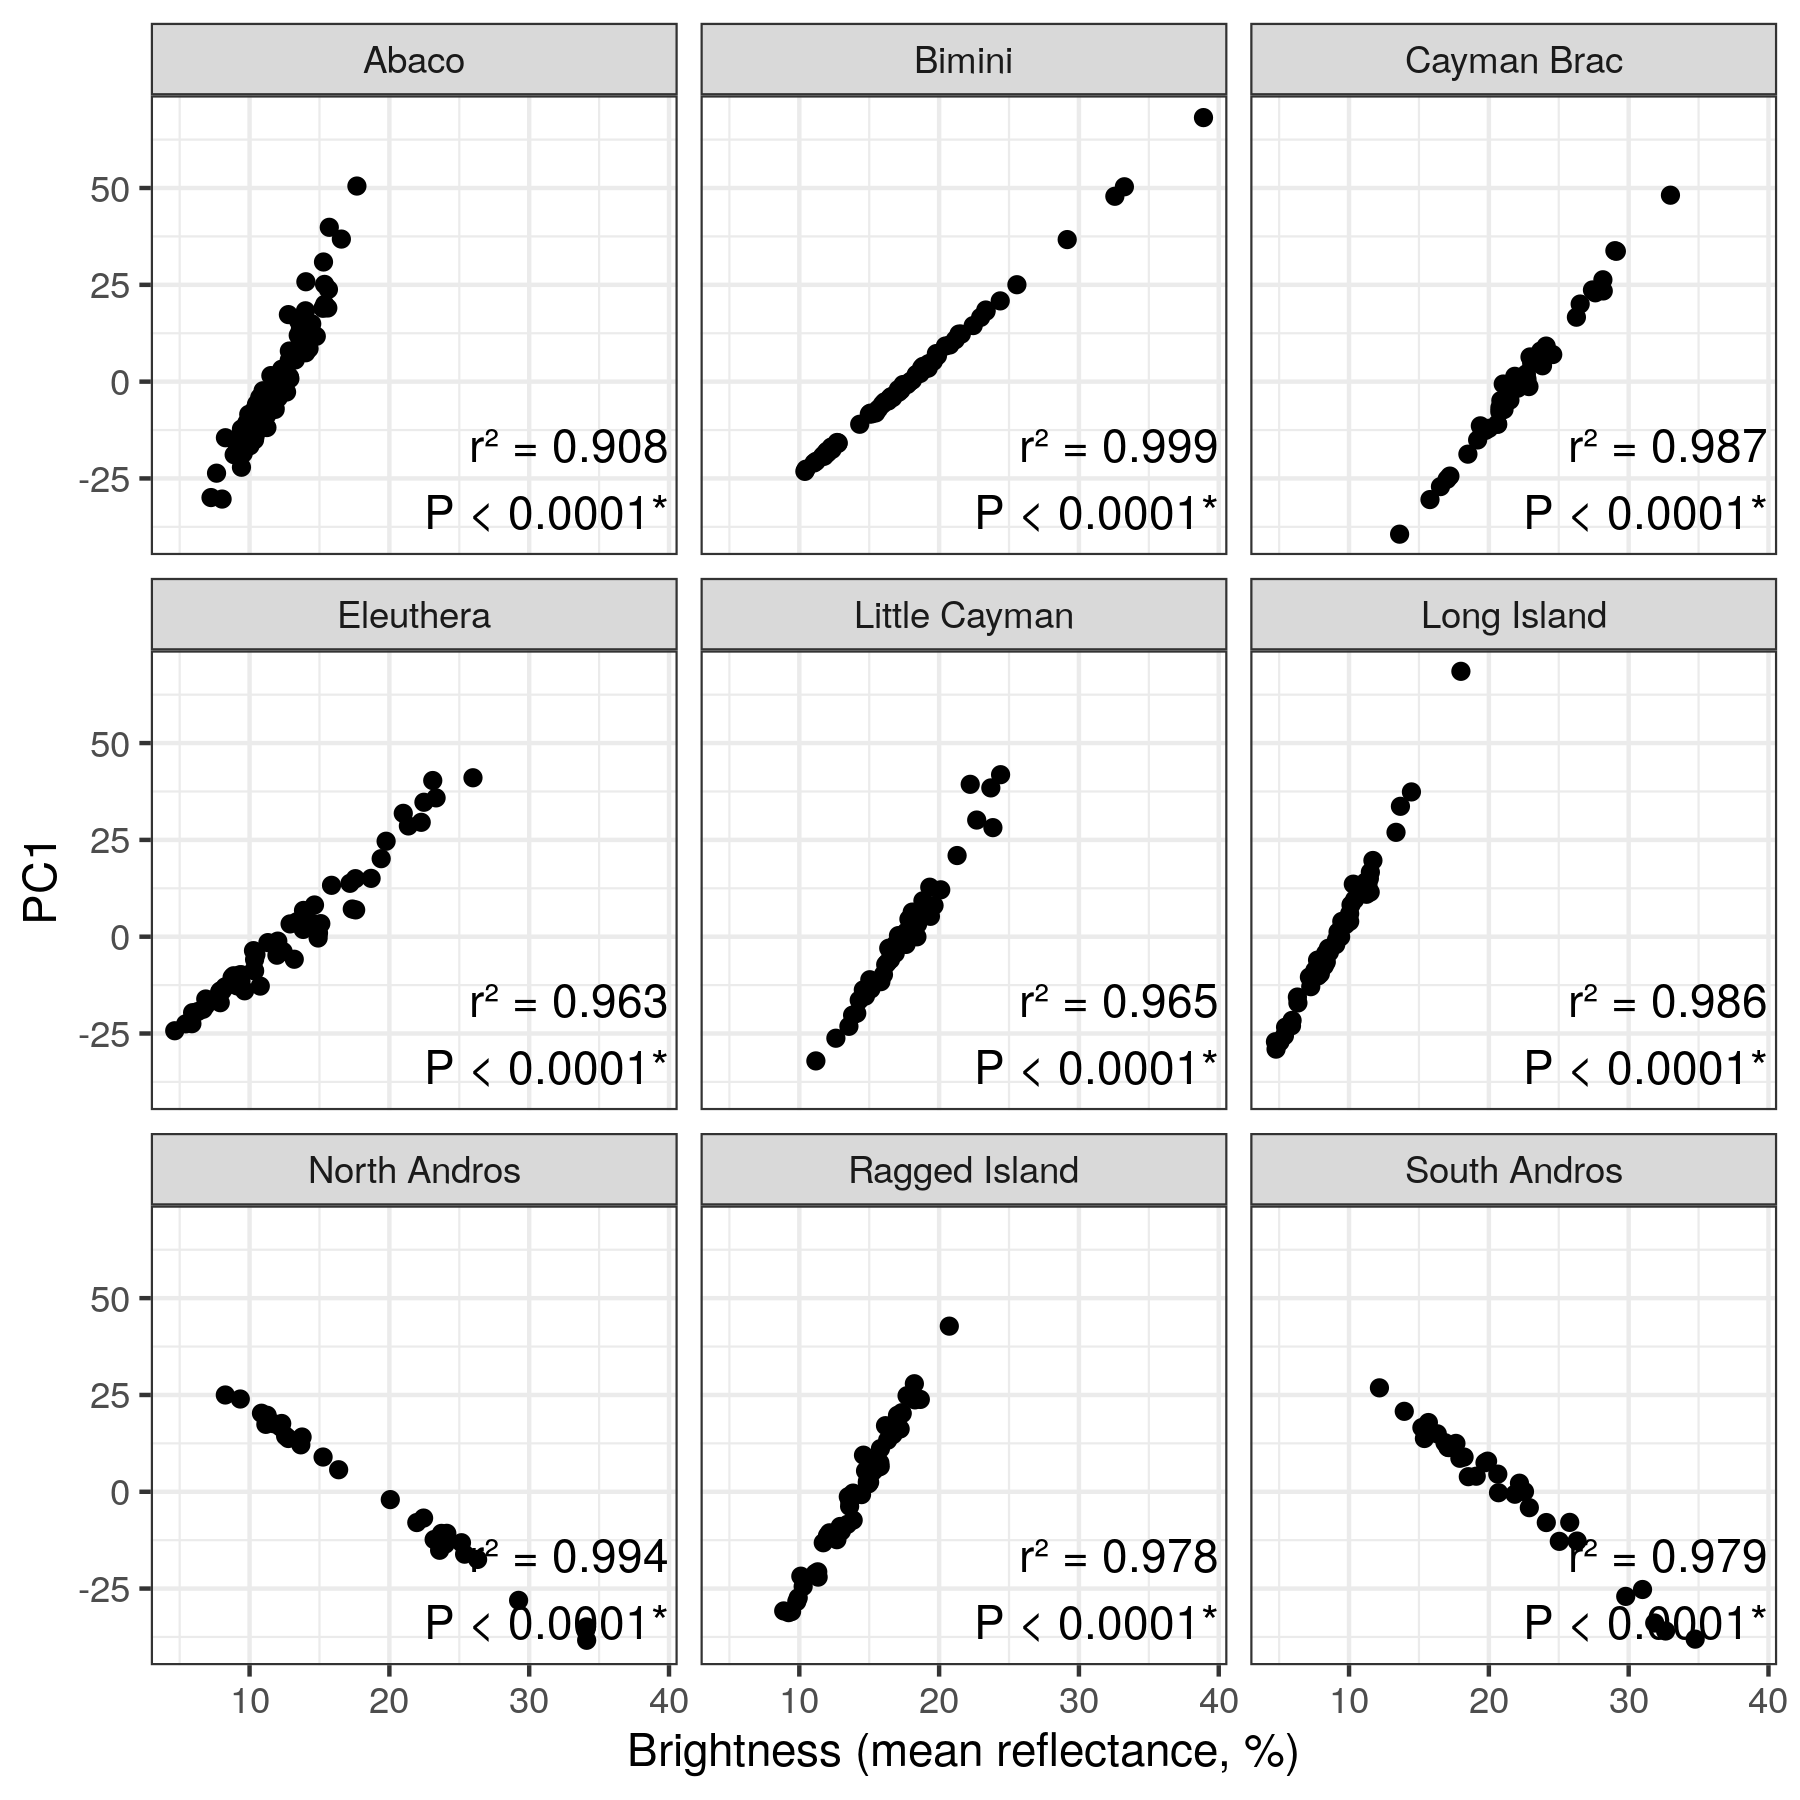 Abaco
Bimini
Cayman Brac
50
25
0
-25
r² = 0.908
P < 0.0001*
r² = 0.999
P < 0.0001*
r² = 0.987
P < 0.0001*
Eleuthera
Little Cayman
Long Island
50
25
0
-25
r² = 0.963
P < 0.0001*
r² = 0.965
P < 0.0001*
r² = 0.986
P < 0.0001*
PC1
North Andros
Ragged Island
South Andros
50
25
0
-25
r² = 0.994
P < 0.0001*
r² = 0.978
P < 0.0001*
r² = 0.979
P < 0.0001*
10 20 30 40
10 20 30 40
10 20 30 40
Brightness (mean reflectance, %)